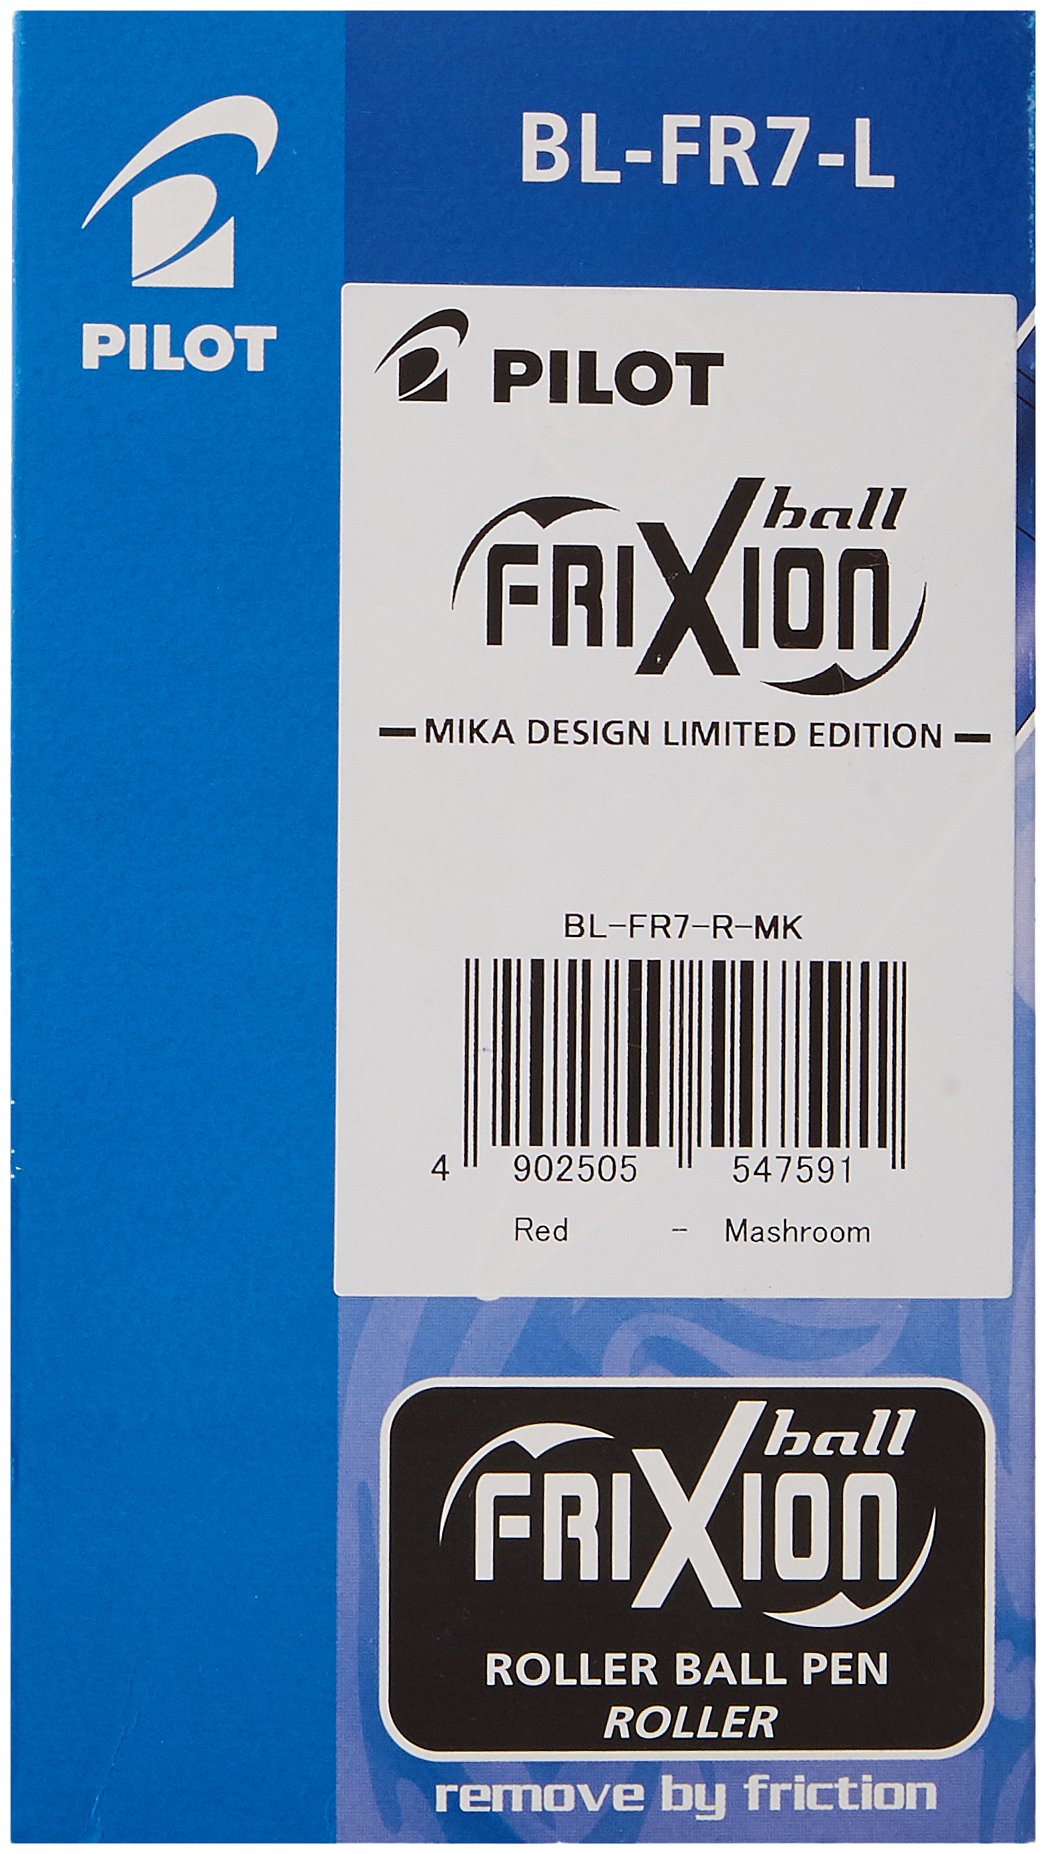 BL-FR7-L
PILOT
PILOT
FRIXION ball
MIKA DESIGN LIMITED EDITION
BL-FR7-R-MK
4 902505 547591
Red - Mashroom
FRIXION ball
ROLLER BALL PEN
ROLLER
remove by friction